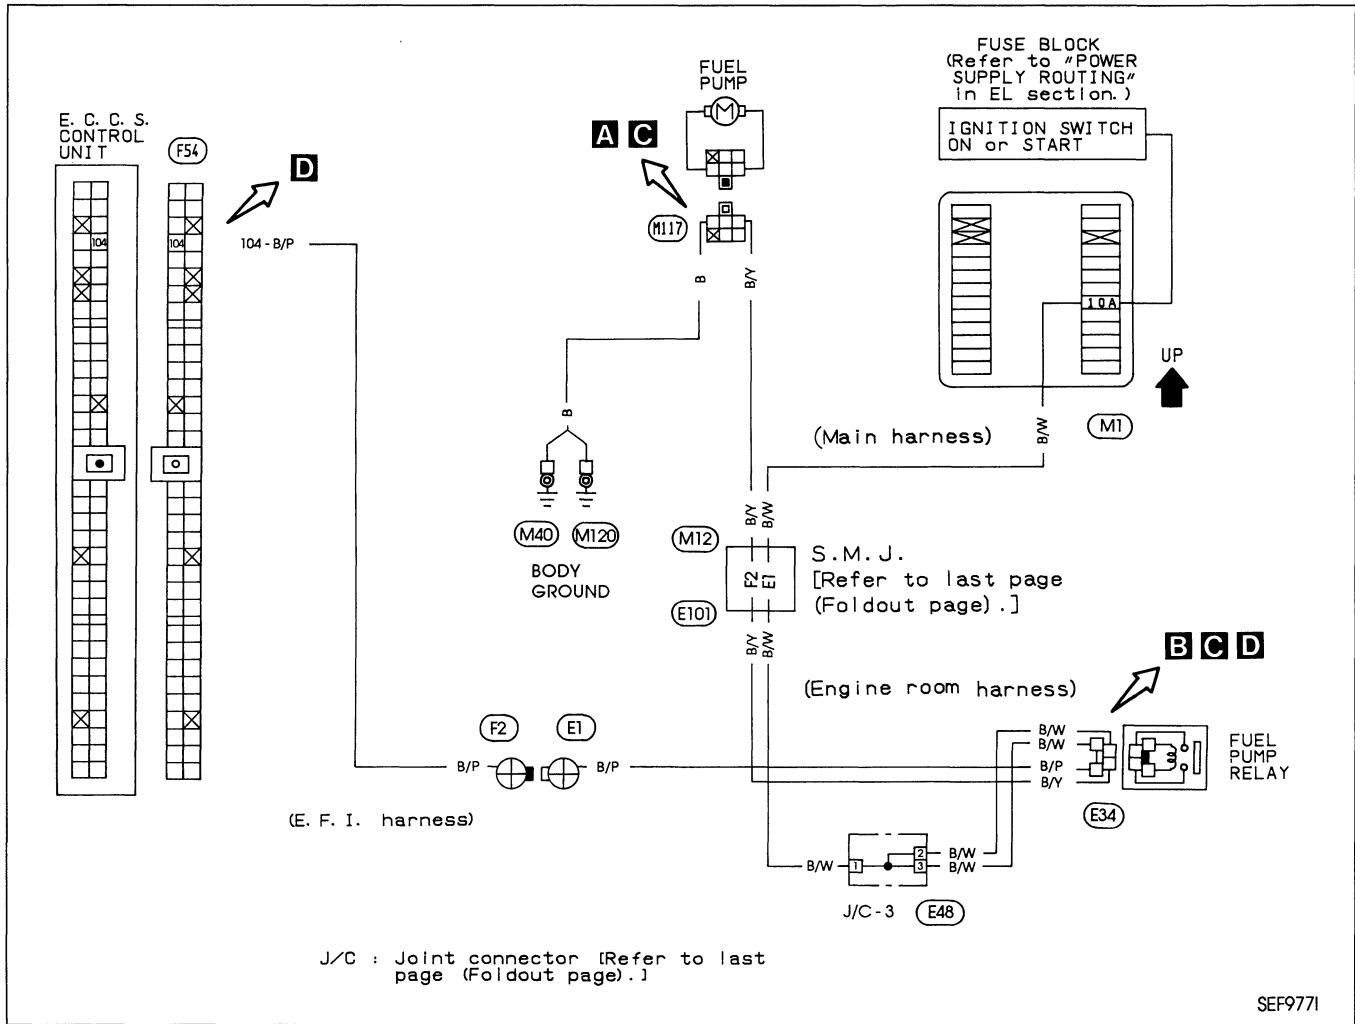 E. C. C. S.
CONTROL
UNIT
F54
D
104
104
104 - B/P
A C
FUEL
PUMP
M
M117
B
B/Y
FUSE BLOCK
(Refer to "POWER
SUPPLY ROUTING"
in EL section.)
IGNITION SWITCH
ON or START
10A
UP
M1
B/W
(Main harness)
B
M40
M120
BODY
GROUND
B/Y
B/W
M12
F2
E1
S.M.J.
[Refer to last page
(Foldout page).]
E101
B/Y
B/W
B C D
(Engine room harness)
F2
E1
B/P
B/P
B/W
B/W
B/P
B/Y
FUEL
PUMP
RELAY
E34
(E. F. I. harness)
B/W
1
2
3
B/W
B/W
J/C-3
E48
J/C : Joint connector [Refer to last
page (Foldout page).]
SEF977I